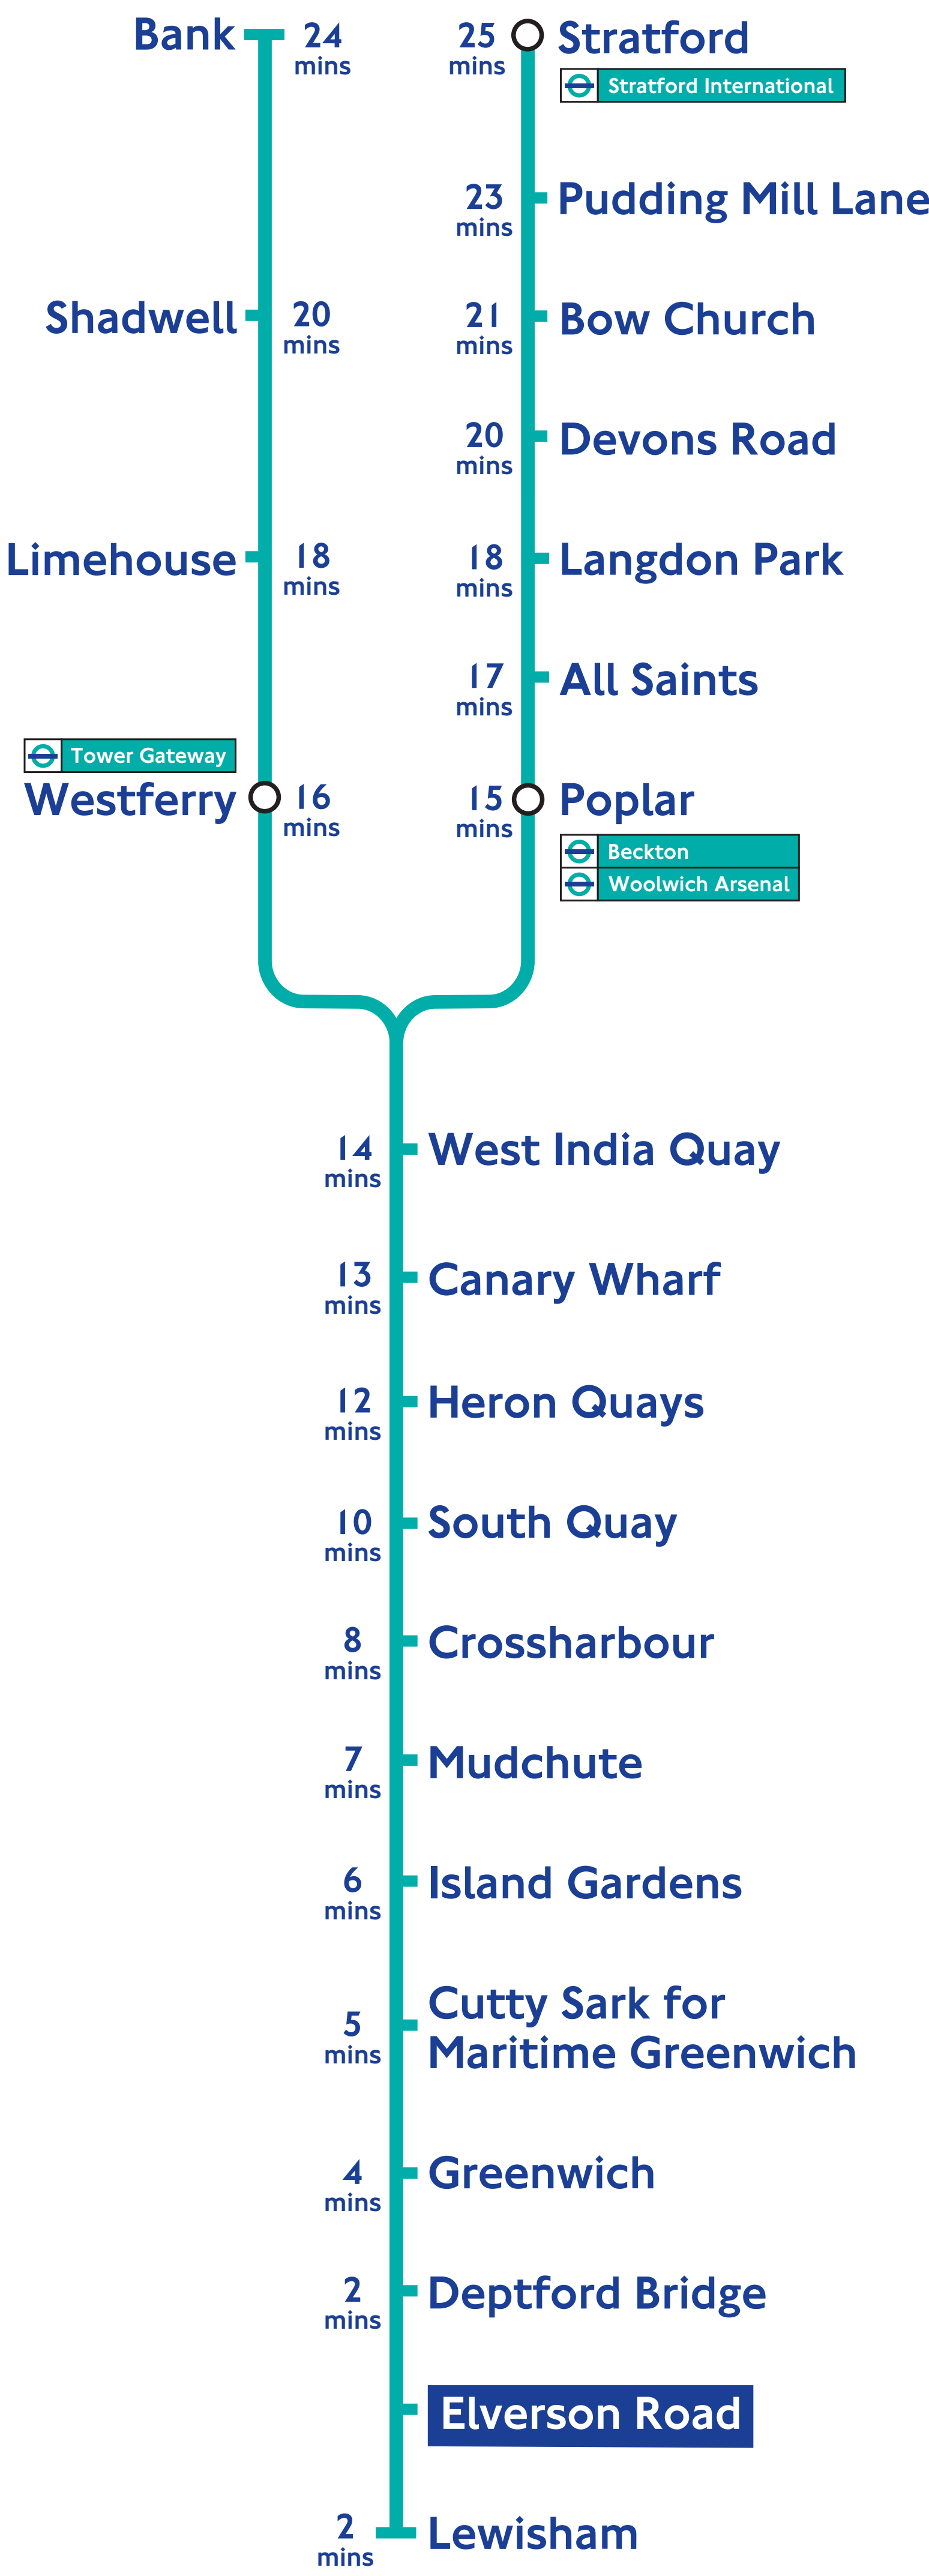 Bank
24
mins
25
mins
Stratford
Stratford International
23
mins
Pudding Mill Lane
Shadwell
20
mins
21
mins
Bow Church
20
mins
Devons Road
Limehouse
18
mins
18
mins
Langdon Park
17
mins
All Saints
Tower Gateway
Westferry
16
mins
15
mins
Poplar
Beckton
Woolwich Arsenal
14
mins
West India Quay
13
mins
Canary Wharf
12
mins
Heron Quays
10
mins
South Quay
8
mins
Crossharbour
7
mins
Mudchute
6
mins
Island Gardens
5
mins
Cutty Sark for
Maritime Greenwich
4
mins
Greenwich
2
mins
Deptford Bridge
Elverson Road
2
mins
Lewisham